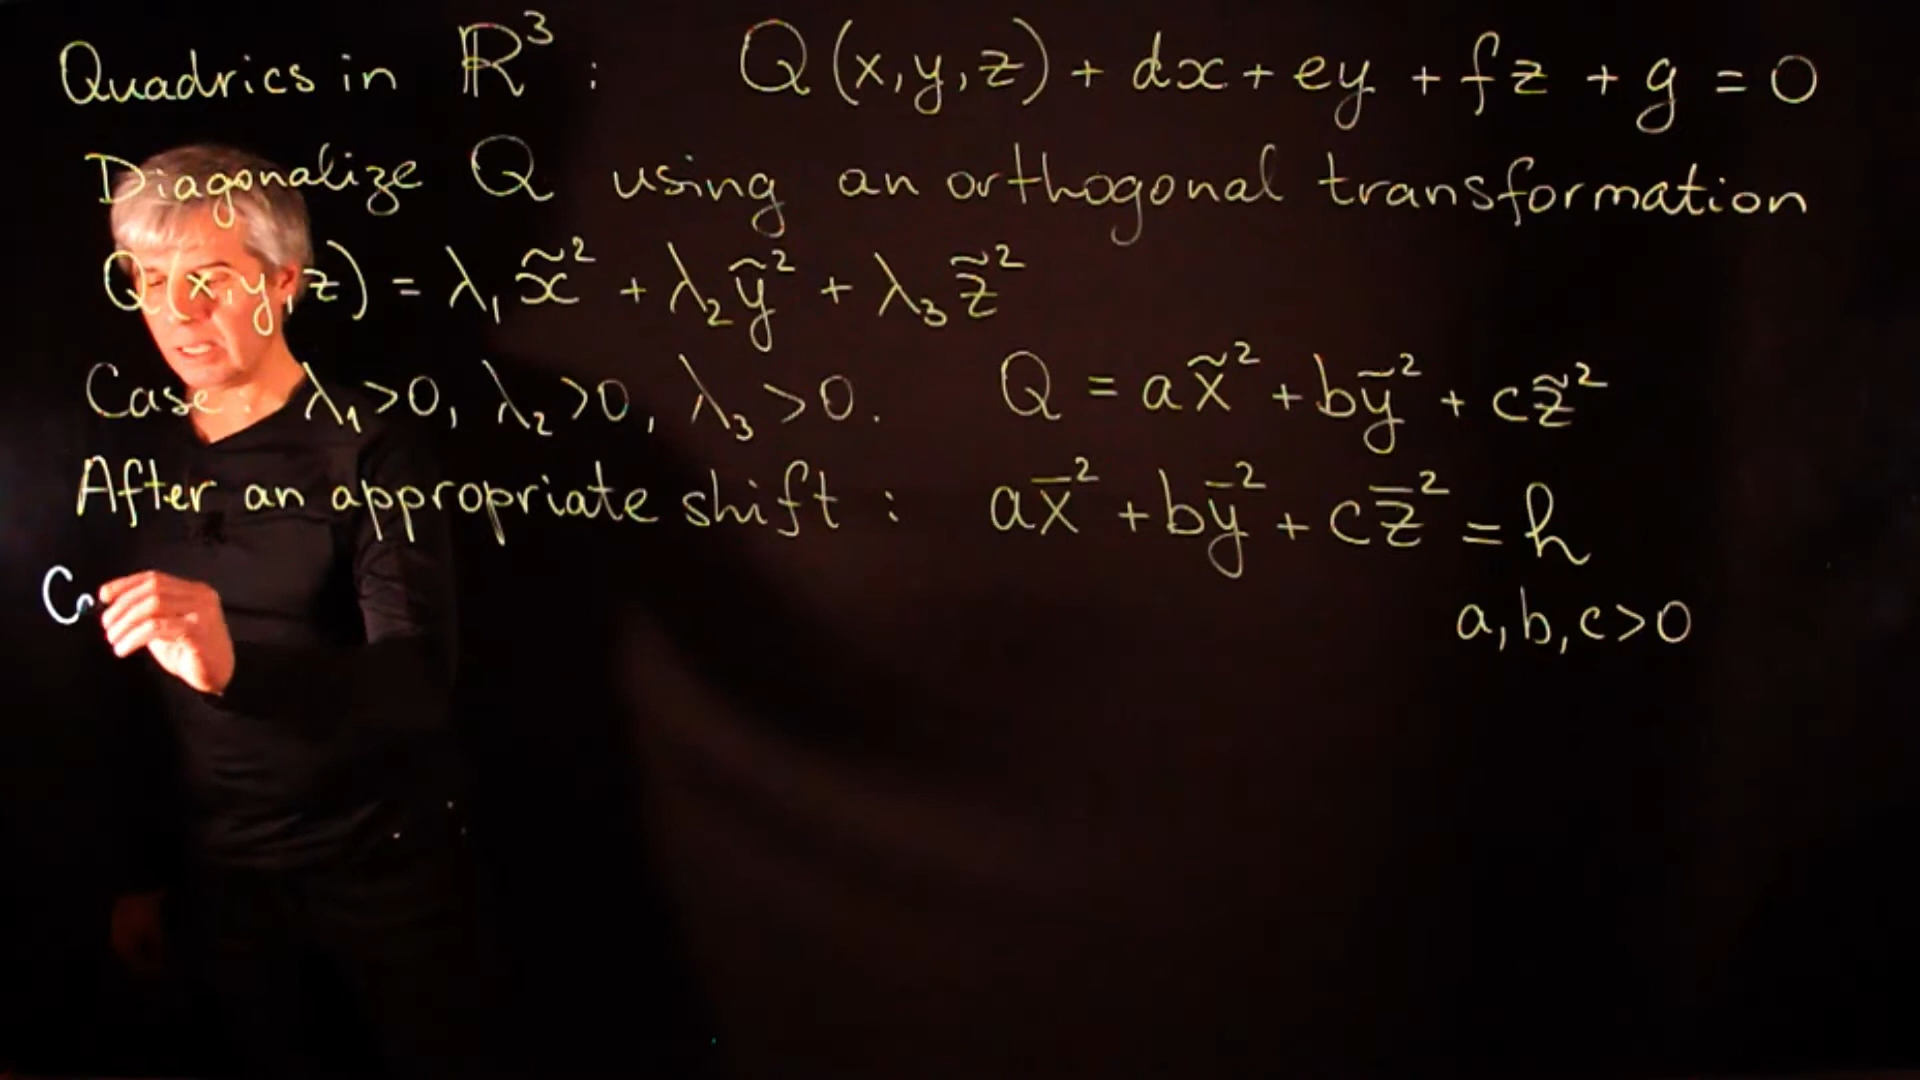 Quadrics in ℝ³ : Q(x,y,z) + dx + ey + fz + g = 0
Diagonalize Q using an orthogonal transformation
Q(x,y,z) = λ₁x̃² + λ₂ỹ² + λ₃z̃²
Case: λ₁>0, λ₂>0, λ₃>0. Q = ax̃² + bỹ² + cz̃²
After an appropriate shift : ax̄² + bȳ² + cz̄² = h
a, b, c > 0